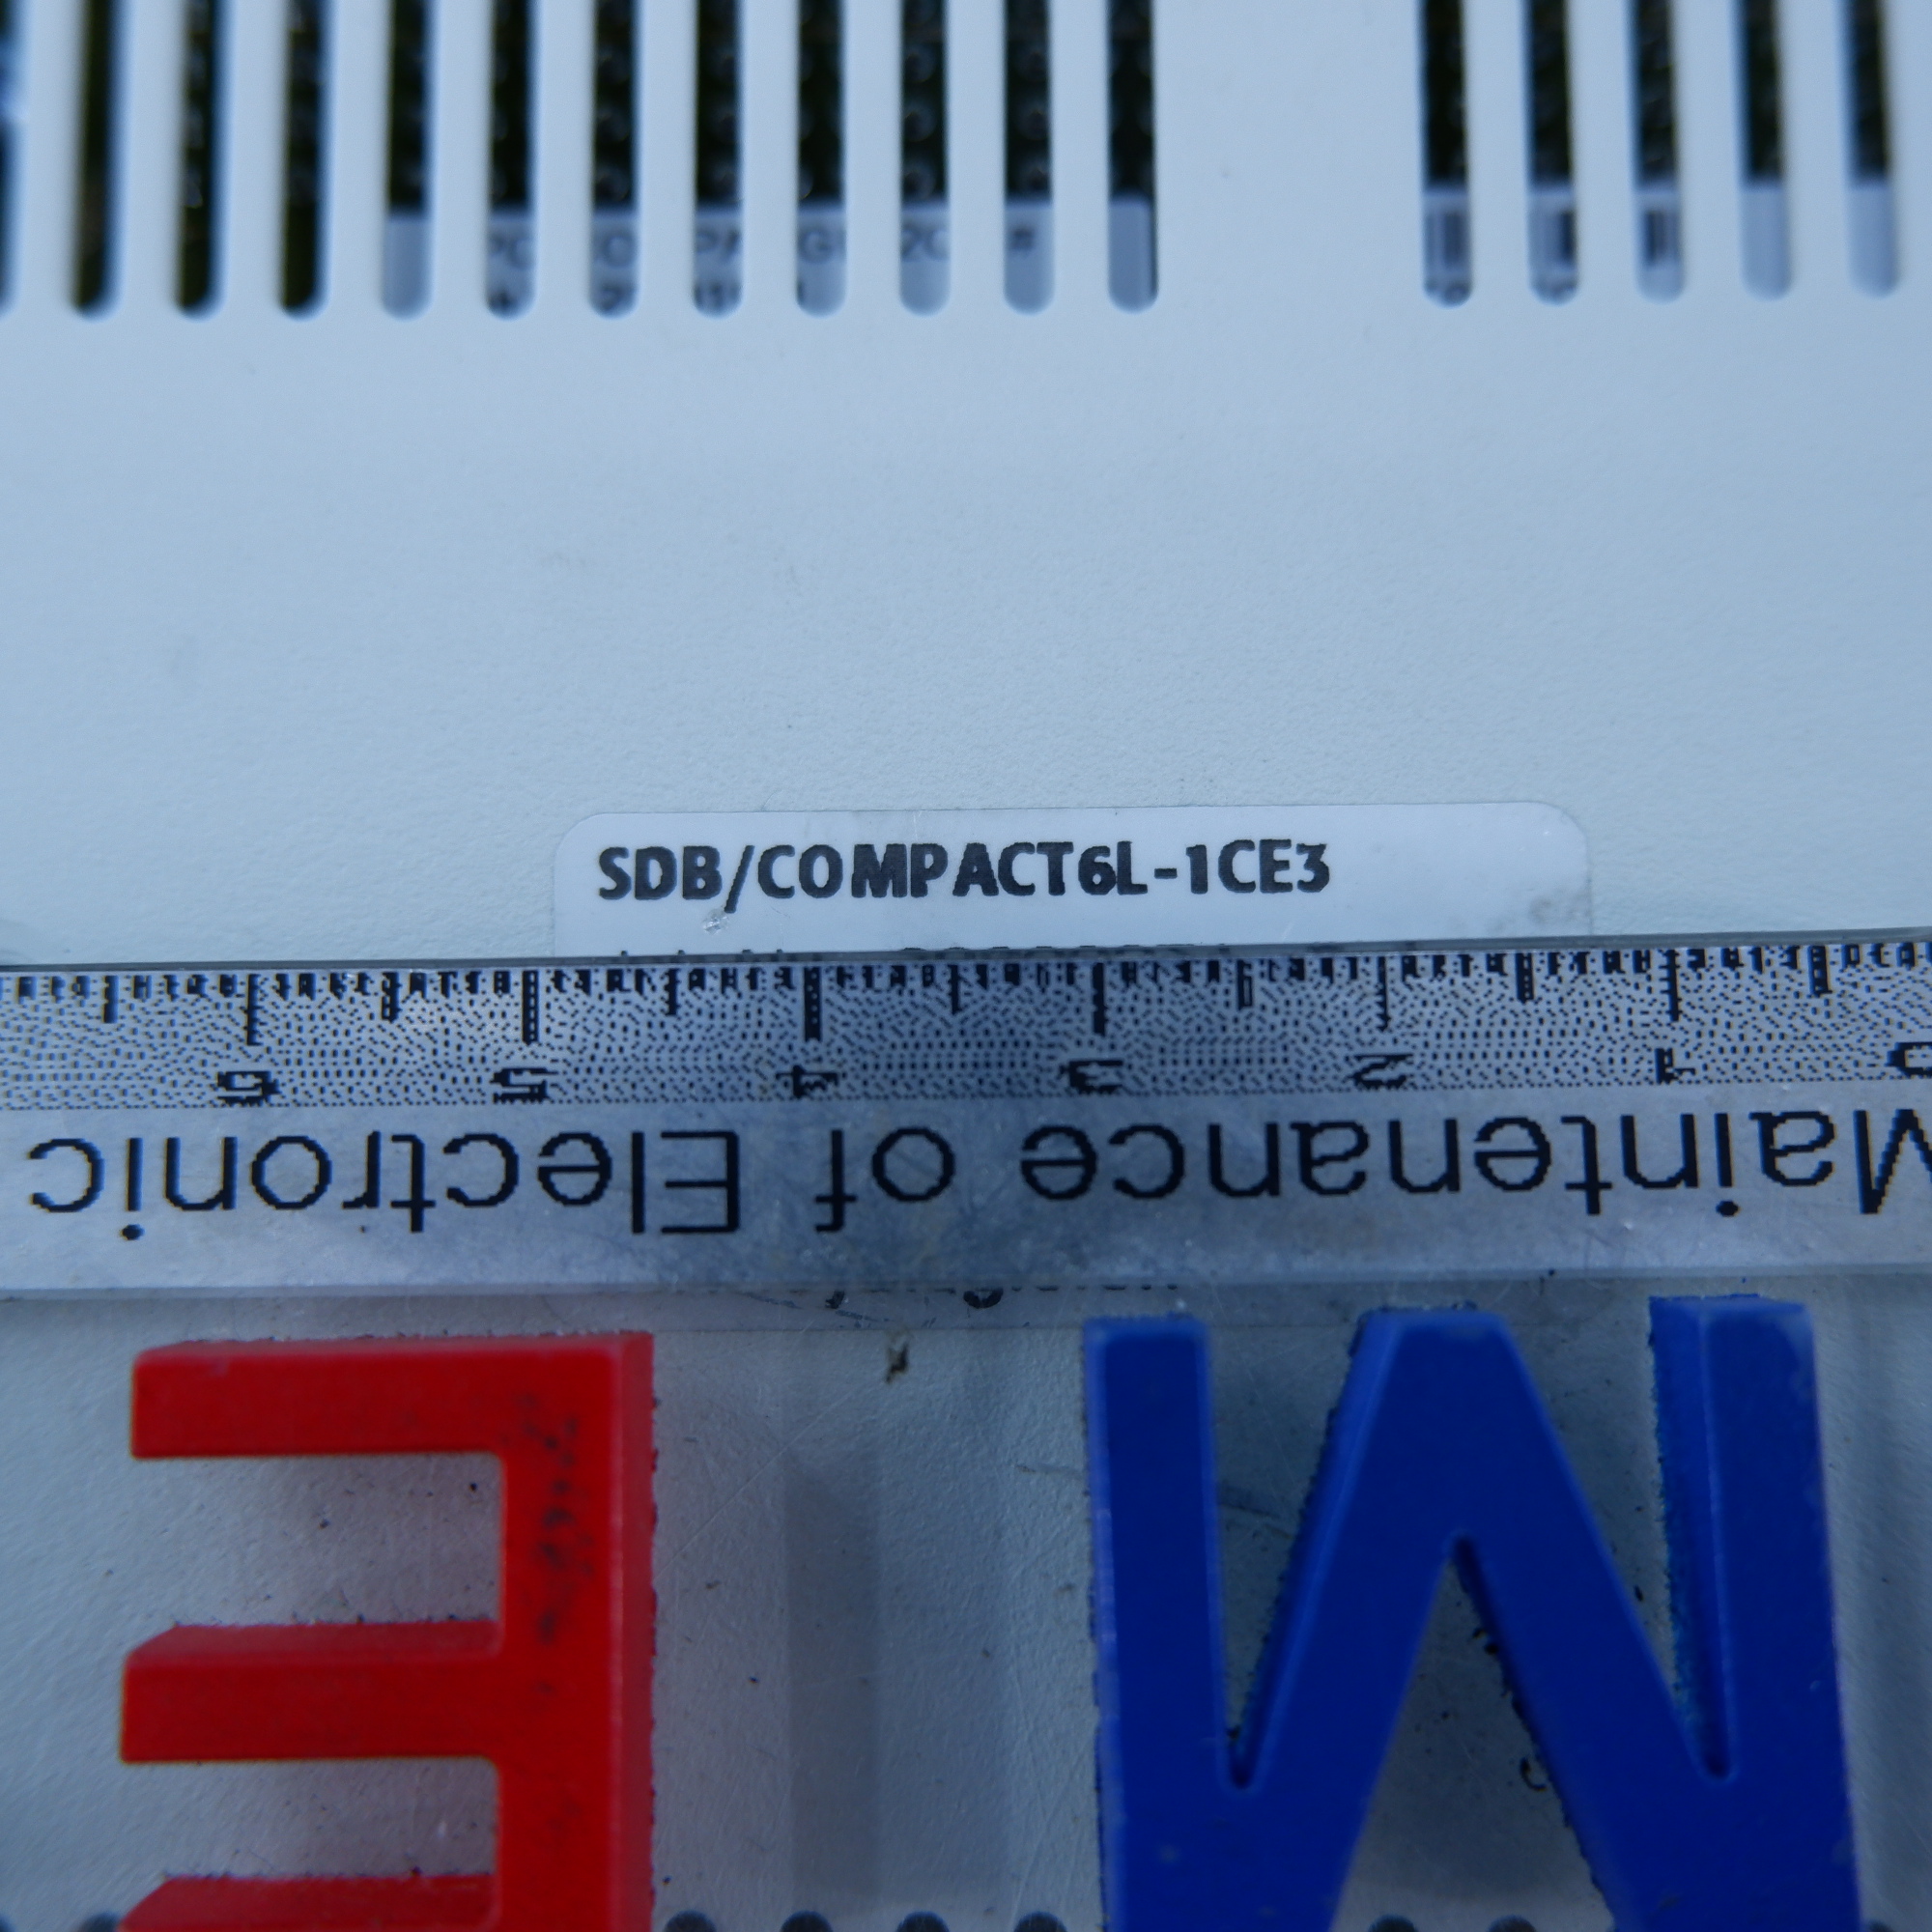 SDB/COMPACT6L-1CE3
6 5 4 3 2 1 0
Maintenance of Electronic
E M